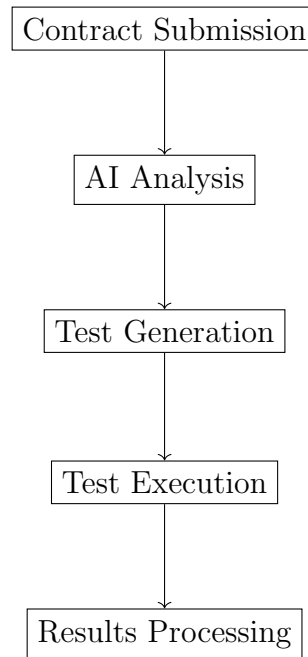 Contract Submission
AI Analysis
Test Generation
Test Execution
Results Processing